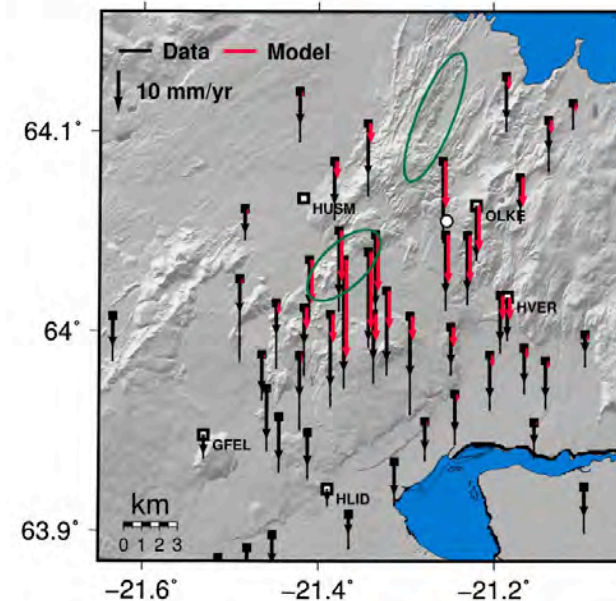 Data Model
10 mm/yr
64.1°
HUSM
OLKE
64°
HVER
GFEL
HLID
km
0 1 2 3
63.9°
−21.6° −21.4° −21.2°